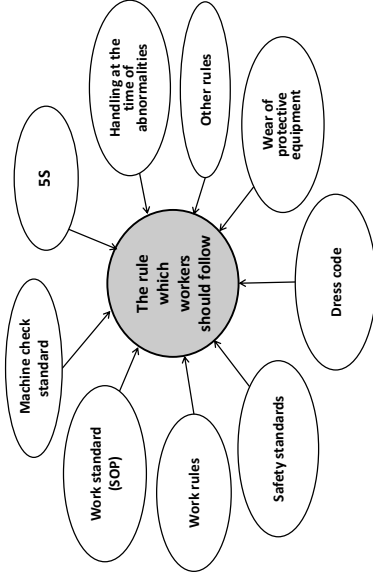 5S
Handling at the
time of
abnormalities
Other rules
Wear of
protective
equipment
Dress code
Safety standards
Work rules
Work standard
(SOP)
Machine check
standard
The rule
which
workers
should follow